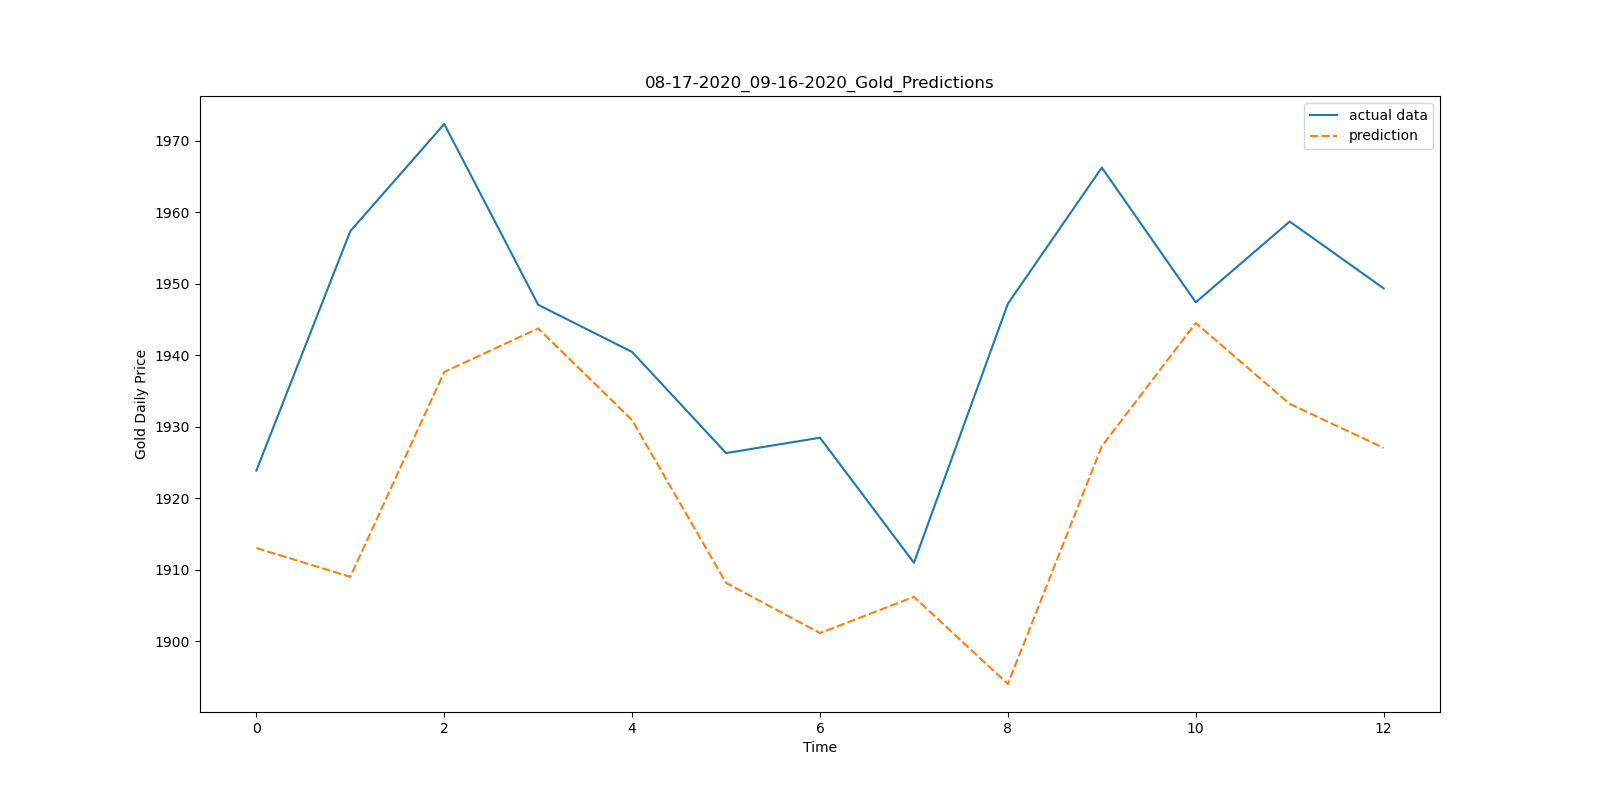 08-17-2020_09-16-2020_Gold_Predictions
actual data
prediction
Gold Daily Price
1970
1960
1950
1940
1930
1920
1910
1900
0 2 4 6 8 10 12
Time